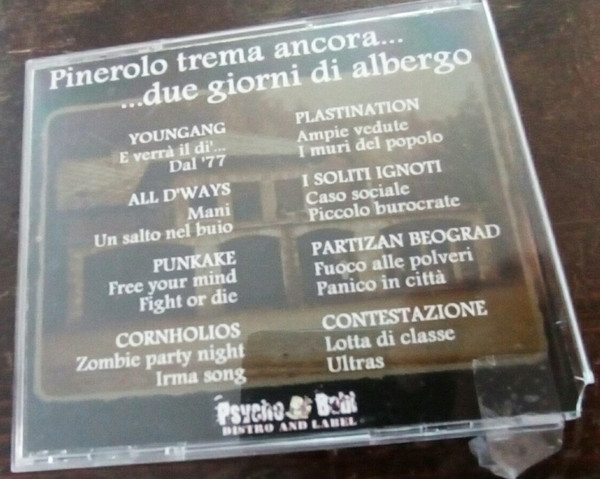 Pinerolo trema ancora...
...due giorni di albergo
YOUNGANG
E verrà il di'...
Dal '77
ALL D'WAYS
Mani
Un salto nel buio
PUNKAKE
Free your mind
Fight or die
CORNHOLIOS
Zombie party night
Irma song
PLASTINATION
Ampie vedute
I muri del popolo
I SOLITI IGNOTI
Caso sociale
Piccolo burocrate
PARTIZAN BEOGRAD
Fuoco alle polveri
Panico in città
CONTESTAZIONE
Lotta di classe
Ultras
Psycho
DISTRO AND LABEL